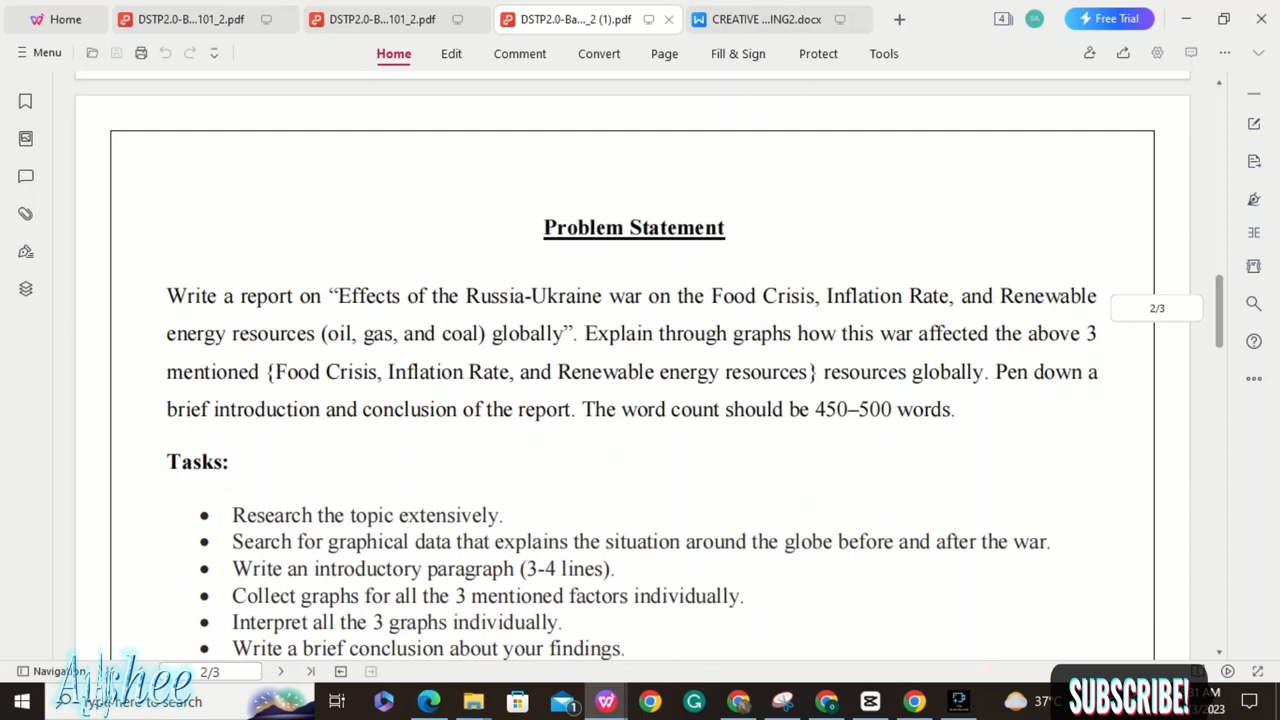 Home
DSTP2.0-B...101_2.pdf
DSTP2.0-B...101_2.pdf
DSTP2.0-Ba..._2 (1).pdf
CREATIVE ...ING2.docx
4
Free Trial
Menu
Home
Edit
Comment
Convert
Page
Fill & Sign
Protect
Tools
Problem Statement
Write a report on “Effects of the Russia-Ukraine war on the Food Crisis, Inflation Rate, and Renewable
energy resources (oil, gas, and coal) globally”. Explain through graphs how this war affected the above 3
mentioned {Food Crisis, Inflation Rate, and Renewable energy resources} resources globally. Pen down a
brief introduction and conclusion of the report. The word count should be 450–500 words.
2/3
Tasks:
• Research the topic extensively.
• Search for graphical data that explains the situation around the globe before and after the war.
• Write an introductory paragraph (3-4 lines).
• Collect graphs for all the 3 mentioned factors individually.
• Interpret all the 3 graphs individually.
• Write a brief conclusion about your findings.
2/3
here to search
1
37°
SUBSCRIBE!